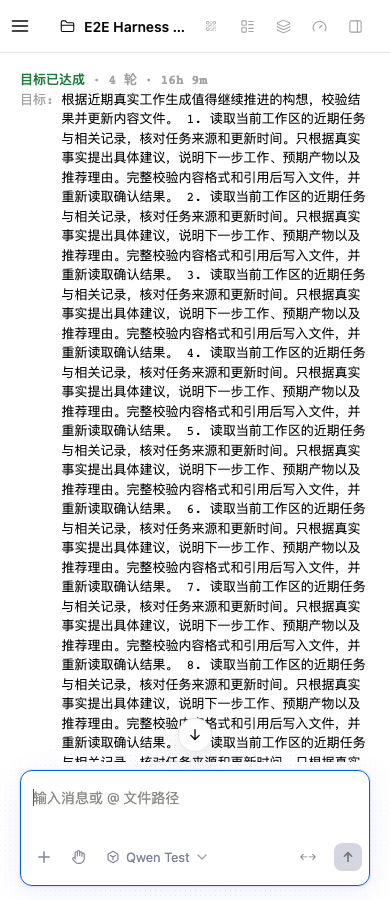 E2E Harness ...
目标已达成 · 4 轮 · 16h 9m
目标: 根据近期真实工作生成值得继续推进的构想，校验结
果并更新内容文件。 1. 读取当前工作区的近期任务
与相关记录，核对任务来源和更新时间。只根据真实
事实提出具体建议，说明下一步工作、预期产物以及
推荐理由。完整校验内容格式和引用后写入文件，并
重新读取确认结果。 2. 读取当前工作区的近期任务
与相关记录，核对任务来源和更新时间。只根据真实
事实提出具体建议，说明下一步工作、预期产物以及
推荐理由。完整校验内容格式和引用后写入文件，并
重新读取确认结果。 3. 读取当前工作区的近期任务
与相关记录，核对任务来源和更新时间。只根据真实
事实提出具体建议，说明下一步工作、预期产物以及
推荐理由。完整校验内容格式和引用后写入文件，并
重新读取确认结果。 4. 读取当前工作区的近期任务
与相关记录，核对任务来源和更新时间。只根据真实
事实提出具体建议，说明下一步工作、预期产物以及
推荐理由。完整校验内容格式和引用后写入文件，并
重新读取确认结果。 5. 读取当前工作区的近期任务
与相关记录，核对任务来源和更新时间。只根据真实
事实提出具体建议，说明下一步工作、预期产物以及
推荐理由。完整校验内容格式和引用后写入文件，并
重新读取确认结果。 6. 读取当前工作区的近期任务
与相关记录，核对任务来源和更新时间。只根据真实
事实提出具体建议，说明下一步工作、预期产物以及
推荐理由。完整校验内容格式和引用后写入文件，并
重新读取确认结果。 7. 读取当前工作区的近期任务
与相关记录，核对任务来源和更新时间。只根据真实
事实提出具体建议，说明下一步工作、预期产物以及
推荐理由。完整校验内容格式和引用后写入文件，并
重新读取确认结果。 8. 读取当前工作区的近期任务
与相关记录，核对任务来源和更新时间。只根据真实
事实提出具体建议，说明下一步工作、预期产物以及
推荐理由。完整校验内容格式和引用后写入文件，并
重新读取确认结果。 读取当前工作区的近期任务
与相关记录，核对任务来源和更新时间。只根据真实
输入消息或 @ 文件路径
Qwen Test